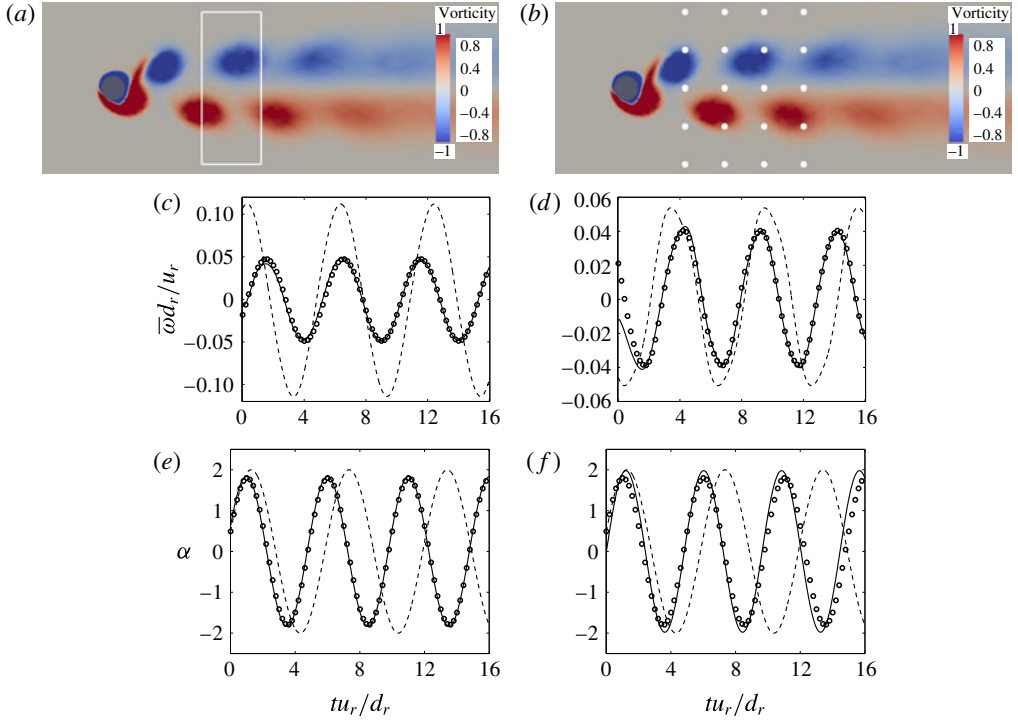 (a)
Vorticity
1
0.8
0.4
0
−0.4
−0.8
−1
(b)
Vorticity
1
0.8
0.4
0
−0.4
−0.8
−1
(c)
0.10
0.05
0
−0.05
−0.10
ω̅d_r/u_r
0 4 8 12 16
(d)
0.06
0.04
0.02
0
−0.02
−0.04
−0.06
0 4 8 12 16
(e)
2
1
0
−1
−2
α
0 4 8 12 16
tu_r/d_r
(f)
2
1
0
−1
−2
0 4 8 12 16
tu_r/d_r